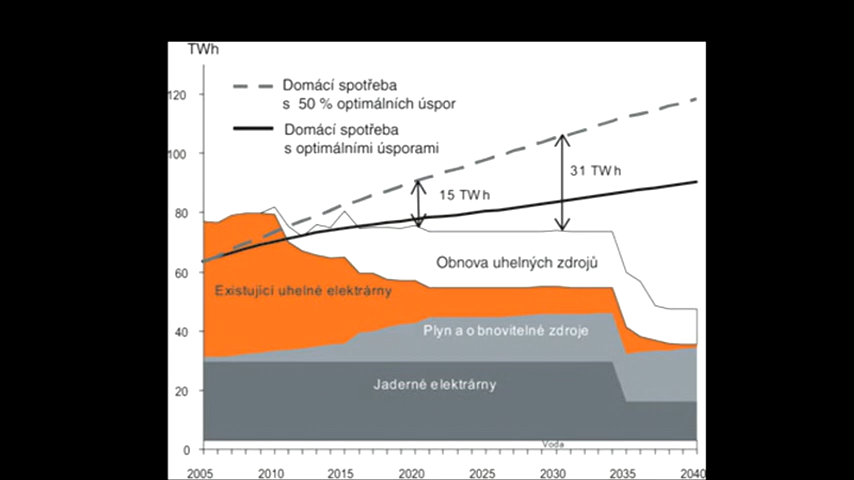 TWh
120
100
80
60
40
20
0
Domácí spotřeba
s 50 % optimálních úspor
Domácí spotřeba
s optimálními úsporami
15 TWh
31 TWh
Obnova uhelných zdrojů
Existující uhelné elektrárny
Plyn a o bnovitelné zdroje
Jaderné elektrárny
Voda
2005 2010 2015 2020 2025 2030 2035 2040